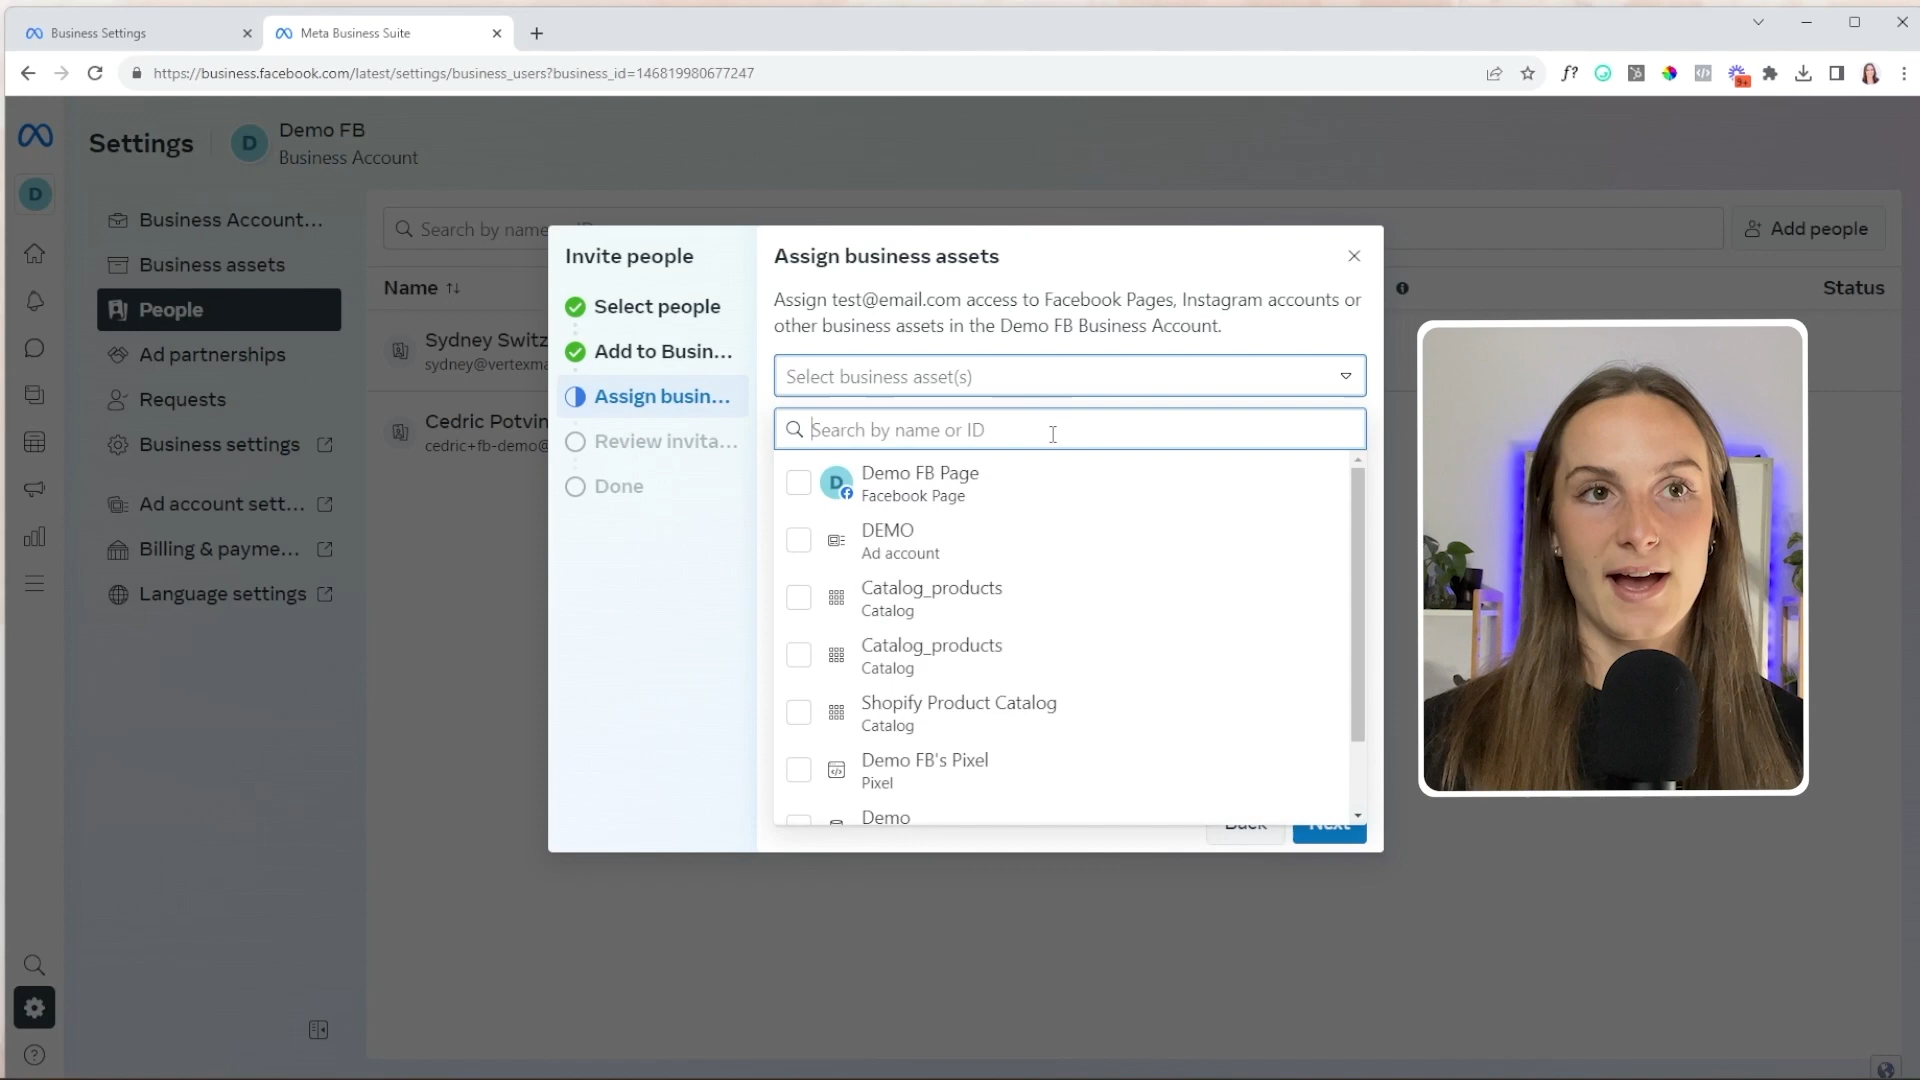 Business Settings
Meta Business Suite
https://business.facebook.com/latest/settings/business_users?business_id=146819980677247
f?
9+
Settings
D
Demo FB
Business Account
D
Business Account...
Business assets
People
Ad partnerships
Requests
Business settings
Ad account sett...
Billing & payme...
Language settings
Search by name
Add people
Name
Status
Sydney Switz
sydney@vertexma
Cedric Potvin
cedric+fb-demo@
Invite people
Select people
Add to Busin...
Assign busin...
Review invita...
Done
Assign business assets
Assign test@email.com access to Facebook Pages, Instagram accounts or
other business assets in the Demo FB Business Account.
Select business asset(s)
Search by name or ID
D
Demo FB Page
Facebook Page
DEMO
Ad account
Catalog_products
Catalog
Catalog_products
Catalog
Shopify Product Catalog
Catalog
Demo FB's Pixel
Pixel
Demo
Back
Next